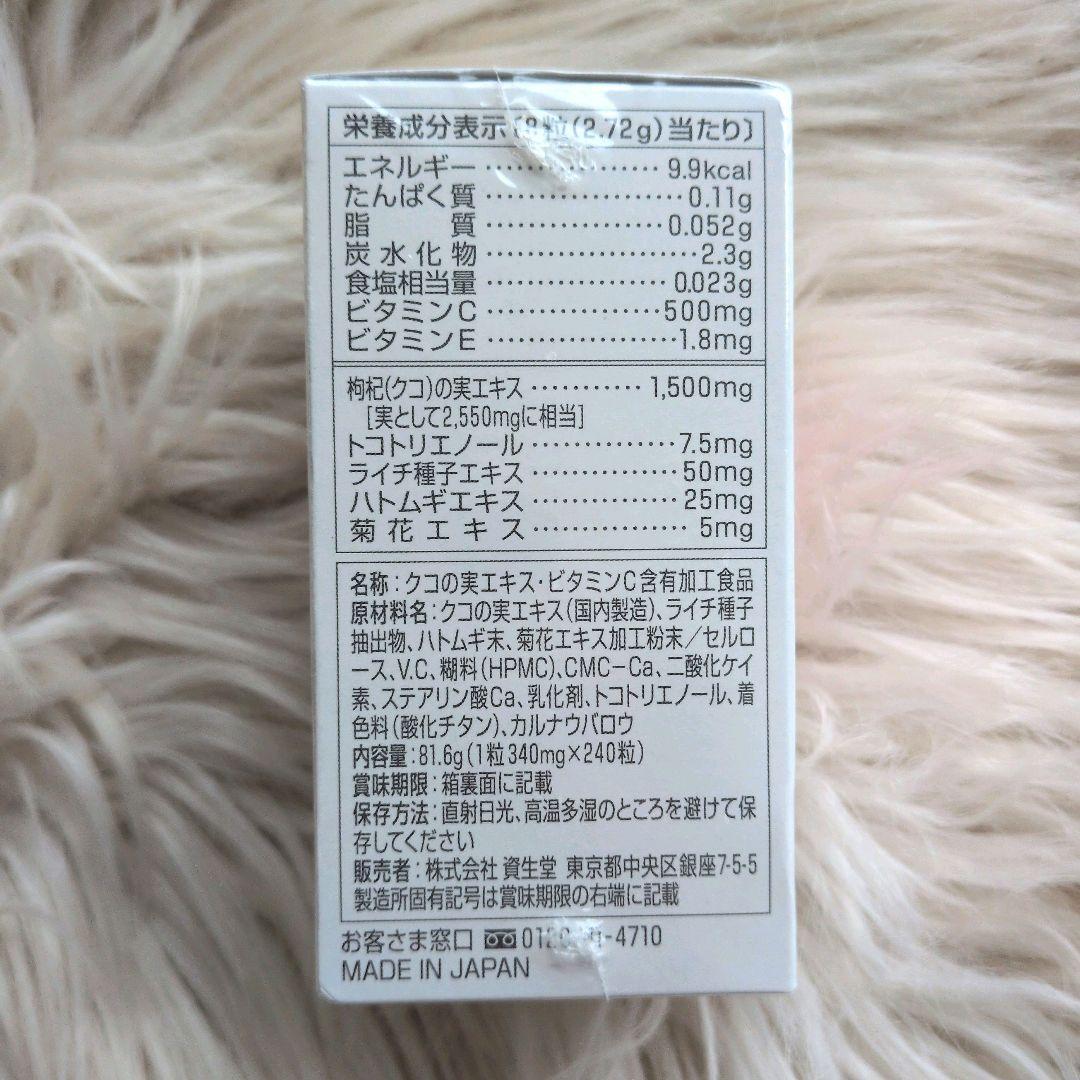 栄養成分表示〔8粒(2.72g)当たり〕
エネルギー……………… 9.9kcal
たんぱく質…………………0.11g
脂　　　質………………0.052g
炭水化物…………………2.3g
食塩相当量………………0.023g
ビタミンC………………500mg
ビタミンE………………1.8mg
枸杞(クコ)の実エキス………… 1,500mg
[実として2,550mgに相当]
トコトリエノール……………7.5mg
ライチ種子エキス……………50mg
ハトムギエキス……………25mg
菊花エキス……………5mg
名称：クコの実エキス・ビタミンC含有加工食品
原材料名：クコの実エキス(国内製造)、ライチ種子
抽出物、ハトムギ末、菊花エキス加工粉末／セルロ
ース、V.C、糊料(HPMC)、CMC－Ca、二酸化ケイ
素、ステアリン酸Ca、乳化剤、トコトリエノール、着
色料(酸化チタン)、カルナウバロウ
内容量：81.6g(1粒340mg×240粒)
賞味期限：箱裏面に記載
保存方法：直射日光、高温多湿のところを避けて保
存してください
販売者：株式会社 資生堂 東京都中央区銀座7-5-5
製造所固有記号は賞味期限の右端に記載
お客さま窓口
MADE IN JAPAN